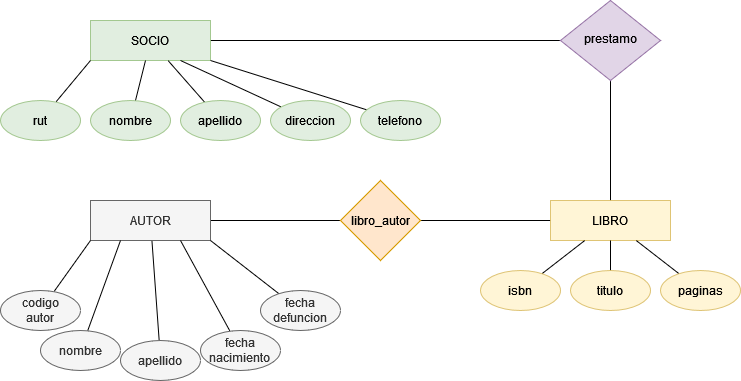 SOCIO
prestamo
rut
nombre
apellido
direccion
telefono
AUTOR
libro_autor
LIBRO
codigo
autor
nombre
apellido
fecha
nacimiento
fecha
defuncion
isbn
titulo
paginas